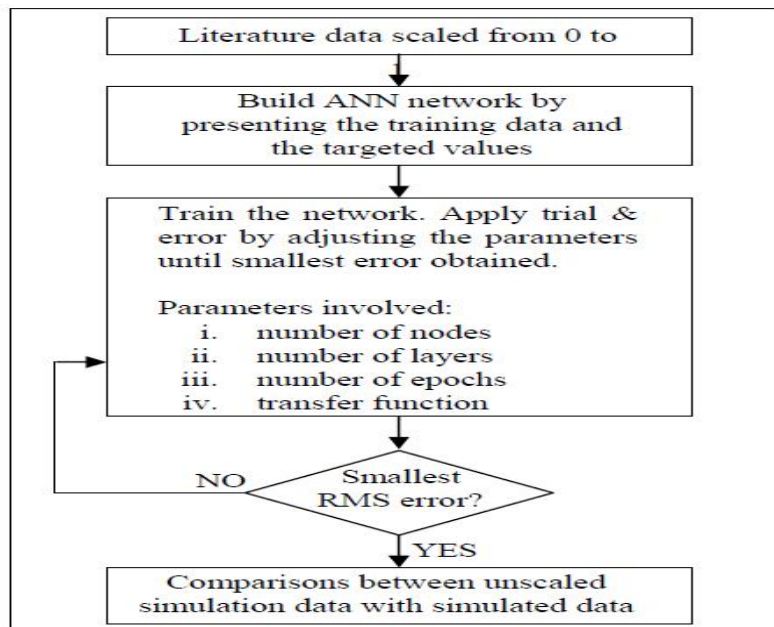 Literature data scaled from 0 to
Build ANN network by
presenting the training data and
the targeted values
Train the network. Apply trial &
error by adjusting the parameters
until smallest error obtained.
Parameters involved:
i. number of nodes
ii. number of layers
iii. number of epochs
iv. transfer function
NO
Smallest
RMS error?
YES
Comparisons between unscaled
simulation data with simulated data